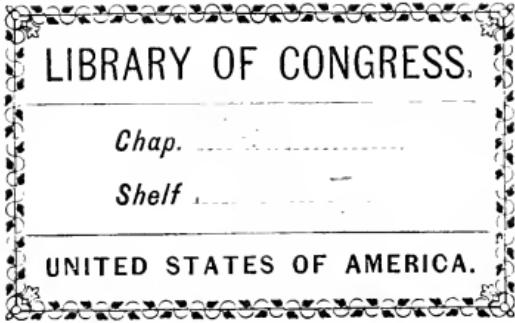 LIBRARY OF CONGRESS.
Chap.
Shelf
UNITED STATES OF AMERICA.